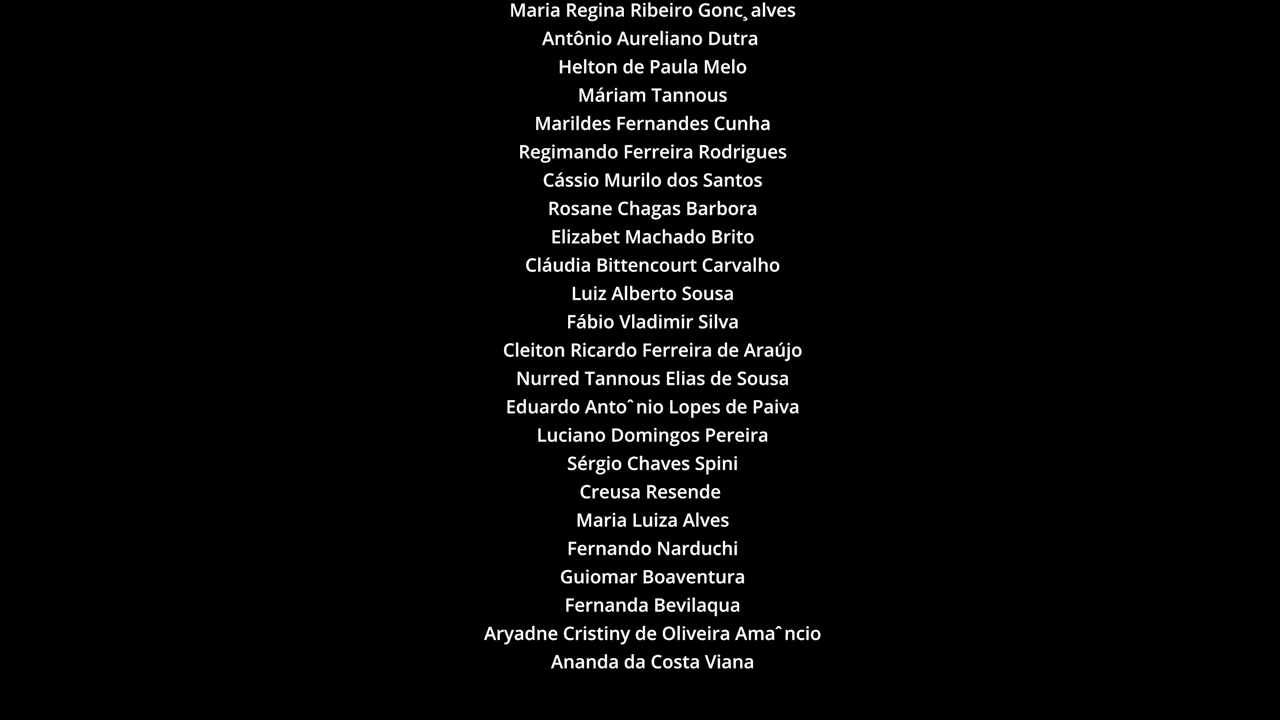 Maria Regina Ribeiro Gonc¸alves
Antônio Aureliano Dutra
Helton de Paula Melo
Máriam Tannous
Marildes Fernandes Cunha
Regimando Ferreira Rodrigues
Cássio Murilo dos Santos
Rosane Chagas Barbora
Elizabet Machado Brito
Cláudia Bittencourt Carvalho
Luiz Alberto Sousa
Fábio Vladimir Silva
Cleiton Ricardo Ferreira de Araújo
Nurred Tannous Elias de Sousa
Eduardo Antoˆnio Lopes de Paiva
Luciano Domingos Pereira
Sérgio Chaves Spini
Creusa Resende
Maria Luiza Alves
Fernando Narduchi
Guiomar Boaventura
Fernanda Bevilaqua
Aryadne Cristiny de Oliveira Amaˆncio
Ananda da Costa Viana